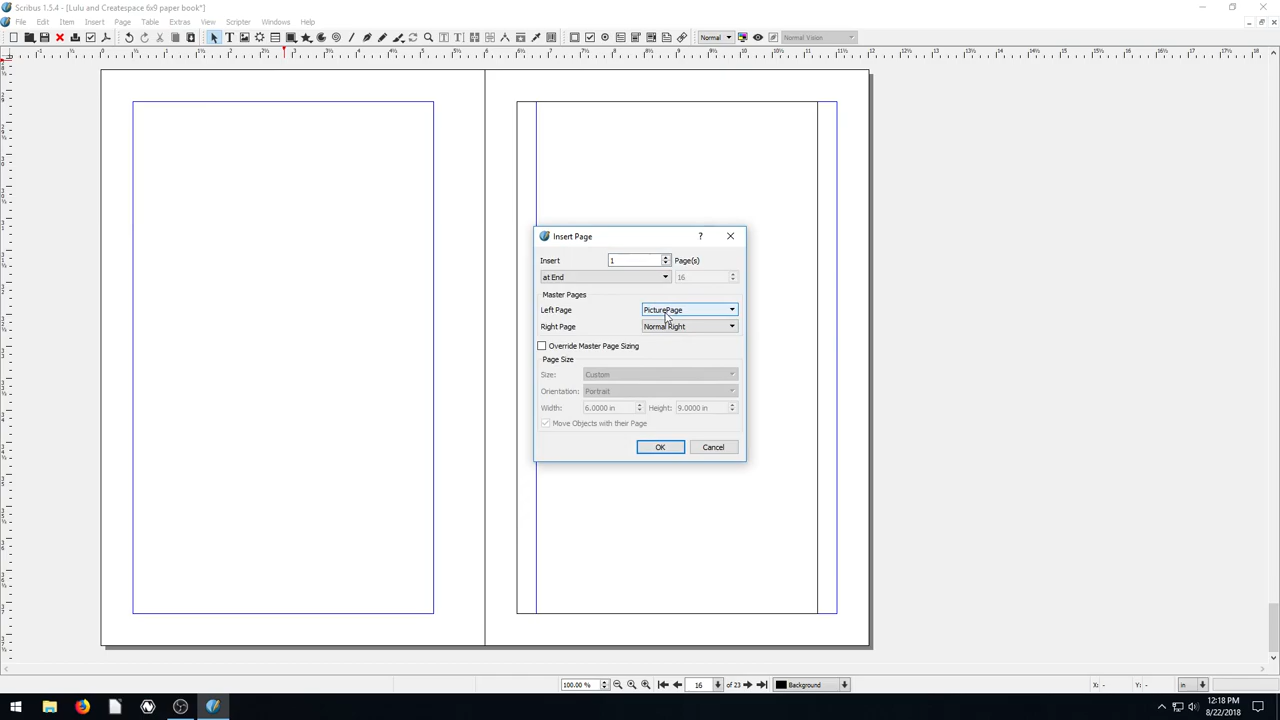 Scribus 1.5.4 - [Lulu and Createspace 6x9 paper book*]
File Edit Item Insert Page Table Extras View Scripter Windows Help
Normal Normal Vision
Insert Page ?
Insert 1 Page(s)
at End 16
Master Pages
Left Page PicturePage
Right Page Normal Right
Override Master Page Sizing
Page Size
Size: Custom
Orientation: Portrait
Width: 6.0000 in Height: 9.0000 in
Move Objects with their Page
OK Cancel
100.00 % 16 of 23 Background in X: - Y: -
12:18 PM
8/22/2018